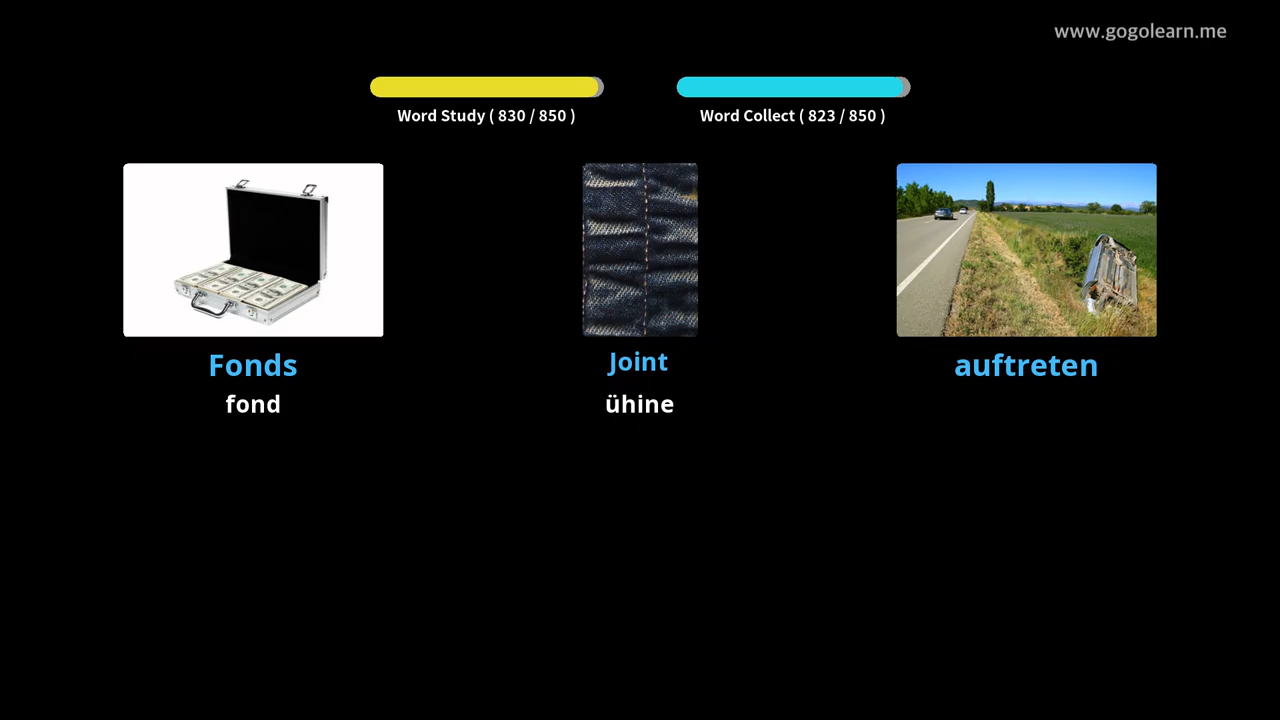 www.gogolearn.me
Word Study ( 830 / 850 )
Word Collect ( 823 / 850 )
Fonds
Joint
auftreten
fond
ühine